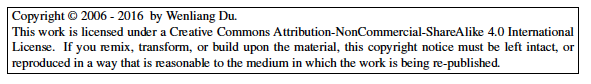 Copyright © 2006 - 2016 by Wenliang Du.
This work is licensed under a Creative Commons Attribution-NonCommercial-ShareAlike 4.0 International
License. If you remix, transform, or build upon the material, this copyright notice must be left intact, or
reproduced in a way that is reasonable to the medium in which the work is being re-published.